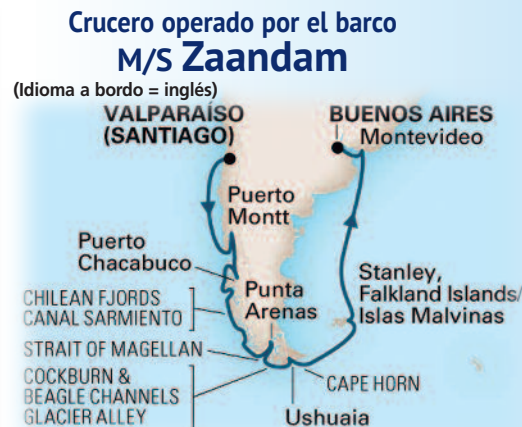 Crucero operado por el barco
M/S Zaandam
(Idioma a bordo = inglés)
VALPARAÍSO
(SANTIAGO)
BUENOS AIRES
Montevideo
Puerto
Montt
Puerto
Chacabuco
Punta
Arenas
Stanley,
Falkland Islands/
Islas Malvinas
CHILEAN FJORDS
CANAL SARMIENTO
STRAIT OF MAGELLAN
COCKBURN &
BEAGLE CHANNELS
GLACIER ALLEY
CAPE HORN
Ushuaia